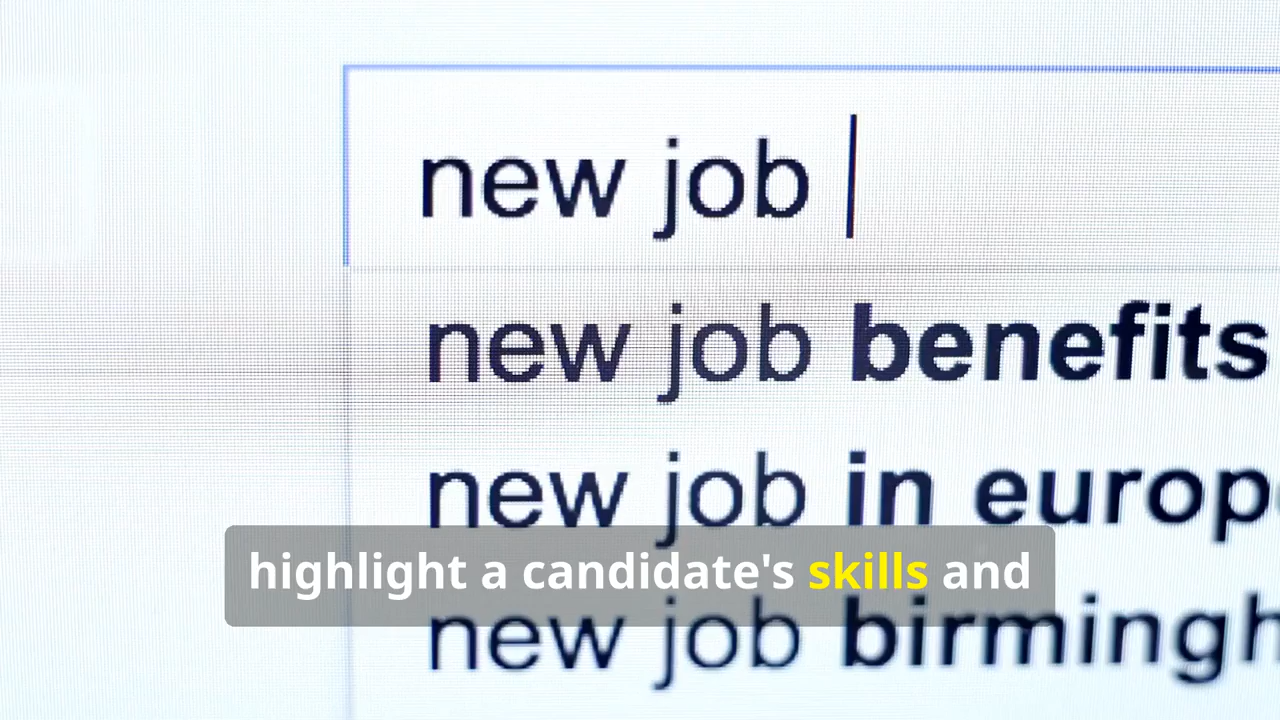 new job
new job benefits
new job in europ
highlight a candidate's skills and
new job birmingh